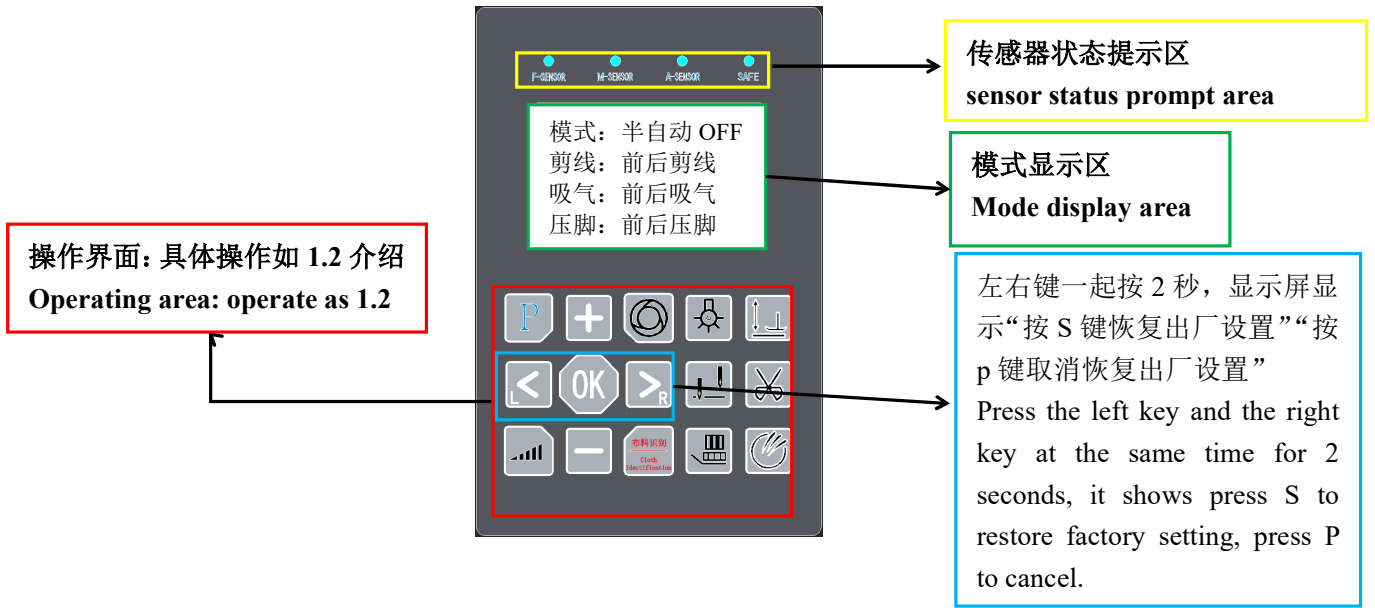 F-SENSOR M-SENSOR A-SENSOR SAFE
传感器状态提示区
sensor status prompt area
模式：半自动 OFF
剪线：前后剪线
吸气：前后吸气
压脚：前后压脚
模式显示区
Mode display area
操作界面：具体操作如 1.2 介绍
Operating area: operate as 1.2
P
L OK R
布料识别
Cloth
Identification
左右键一起按 2 秒，显示屏显
示“按 S 键恢复出厂设置”“按
p 键取消恢复出厂设置”
Press the left key and the right
key at the same time for 2
seconds, it shows press S to
restore factory setting, press P
to cancel.